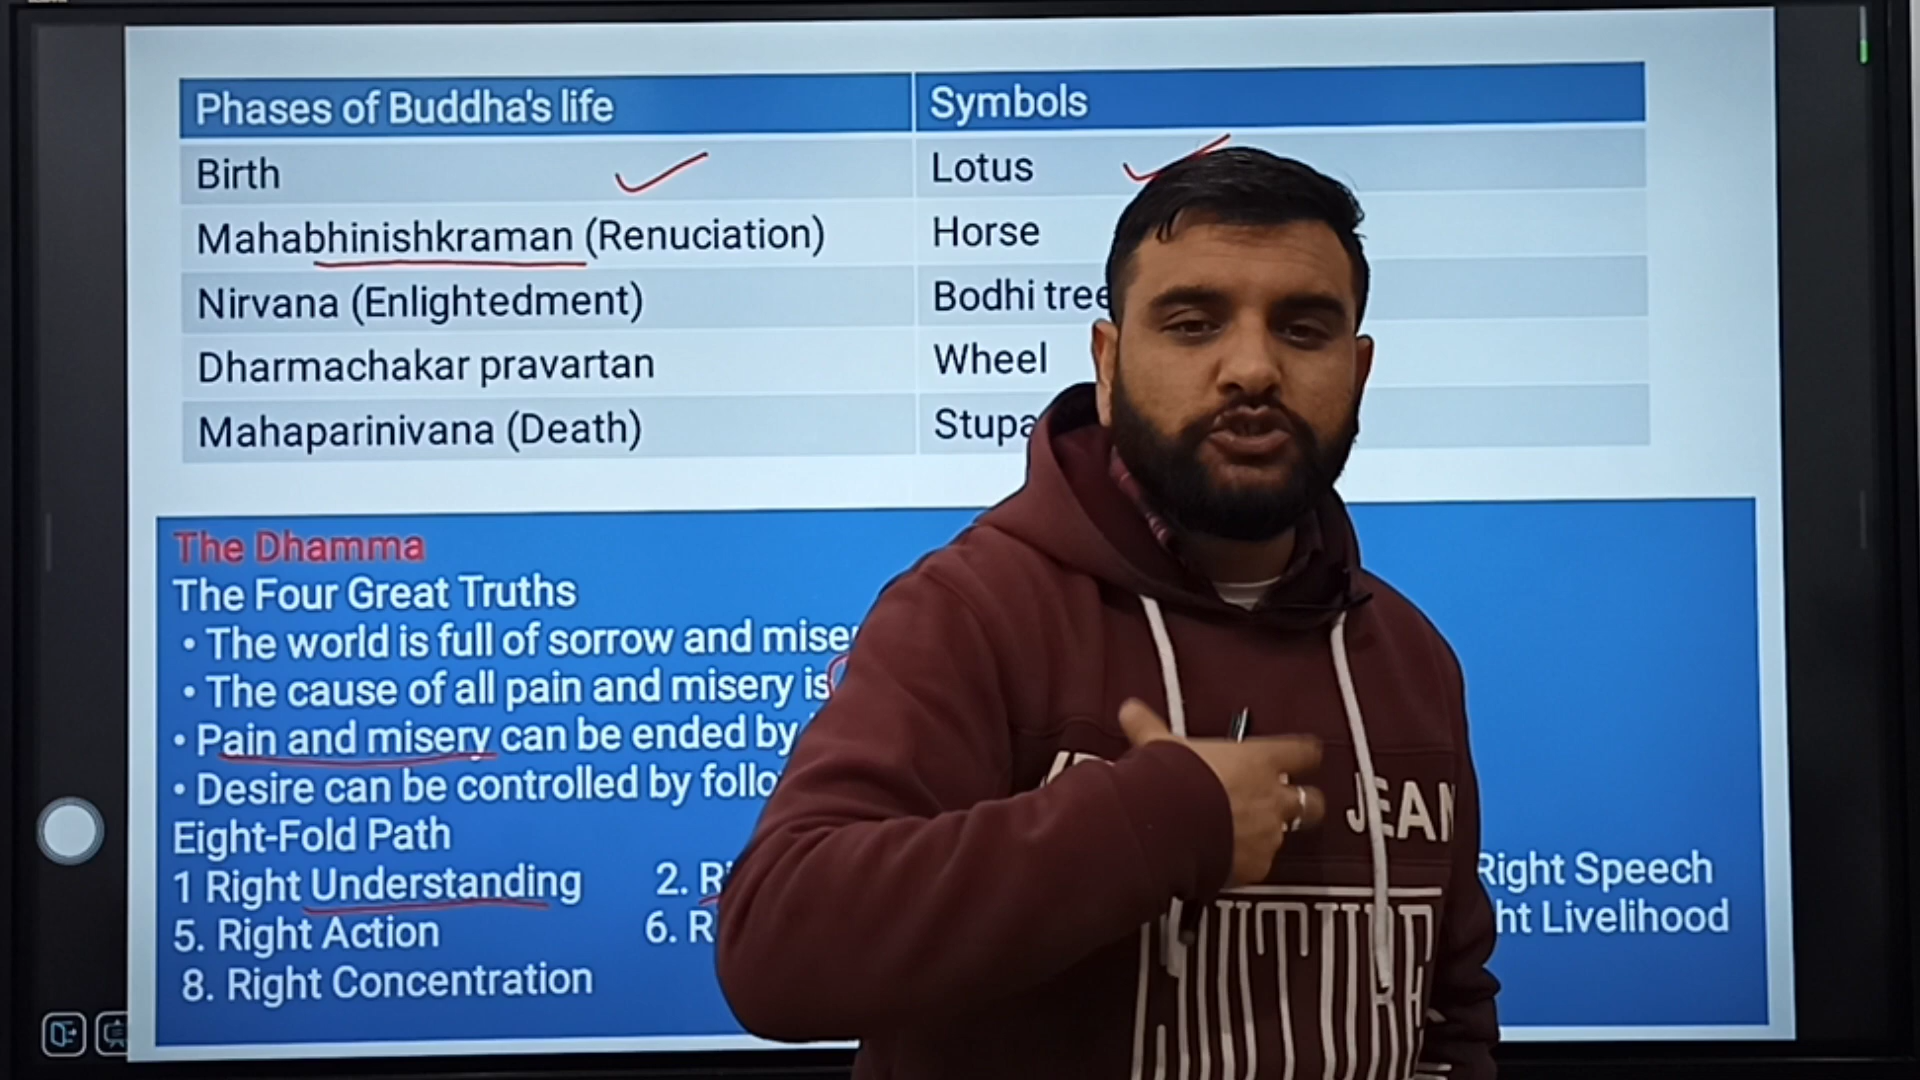 Phases of Buddha's life Symbols
Birth Lotus
Mahabhinishkraman (Renuciation) Horse
Nirvana (Enlightedment) Bodhi tree
Dharmachakar pravartan Wheel
Mahaparinivana (Death) Stupa
The Dhamma
The Four Great Truths
• The world is full of sorrow and
• The cause of all pain and misery is
• Pain and misery can be ended by
• Desire can be controlled by
Eight-Fold Path
1 Right Understanding 2. Right Speech
5. Right Action 6. Livelihood
8. Right Concentration
JEAN